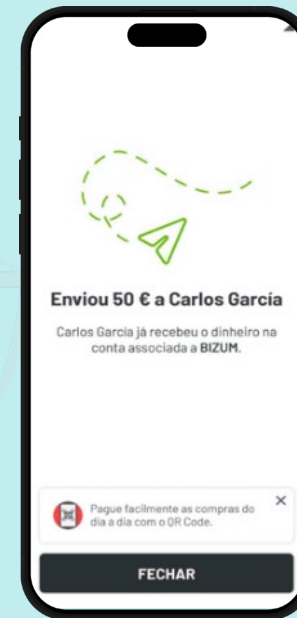 Enviou 50 € a Carlos García
Carlos García já recebeu o dinheiro na
conta associada a BIZUM.
Pague facilmente as compras do
dia a dia com o QR Code.
FECHAR